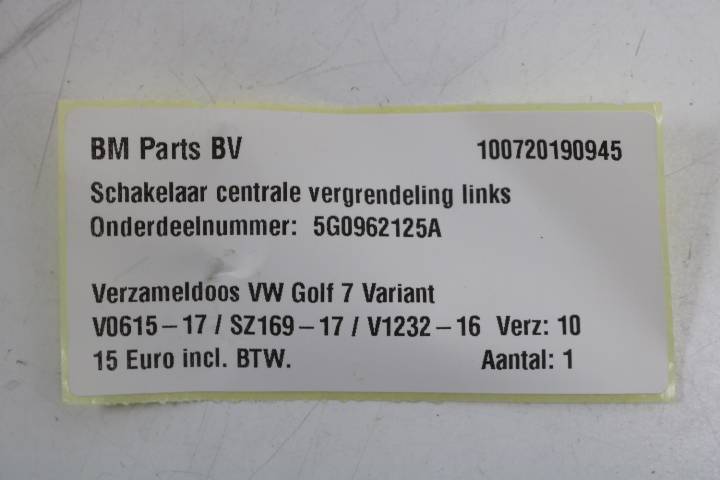 BM Parts BV 100720190945
Schakelaar centrale vergrendeling links
Onderdeelnummer: 5G0962125A
Verzameldoos VW Golf 7 Variant
V0615-17 / SZ169-17 / V1232-16 Verz: 10
15 Euro incl. BTW. Aantal: 1